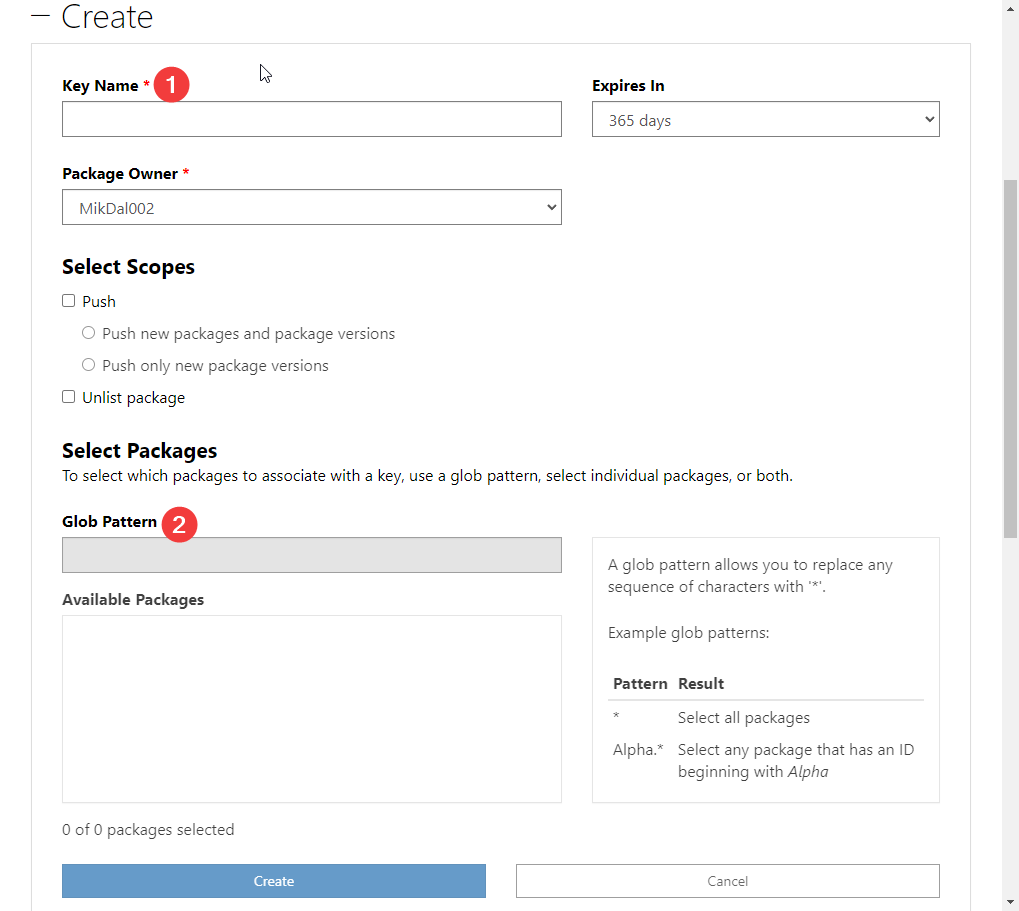 — Create
Key Name * 1
Expires In
365 days
Package Owner *
MikDal002
Select Scopes
Push
Push new packages and package versions
Push only new package versions
Unlist package
Select Packages
To select which packages to associate with a key, use a glob pattern, select individual packages, or both.
Glob Pattern 2
Available Packages
A glob pattern allows you to replace any
sequence of characters with '*'.
Example glob patterns:
Pattern Result
* Select all packages
Alpha.* Select any package that has an ID
beginning with Alpha
0 of 0 packages selected
Create
Cancel